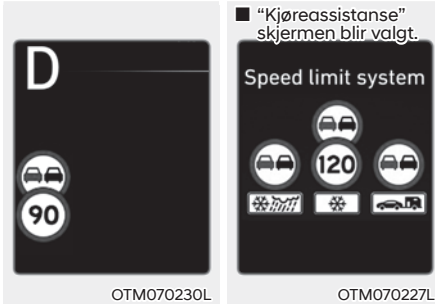 ■ “Kjøreassistanse”
skjermen blir valgt.
D
90
OTM070230L
Speed limit system
120
OTM070227L